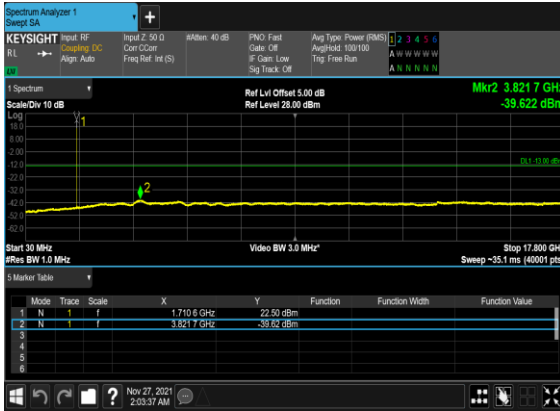 Spectrum Analyzer 1
Swept SA
+
KEYSIGHT Input: RF Input Z: 50 Ω #Atten: 40 dB PNO: Fast Avg Type: Power (RMS) 1 2 3 4 5 6
RL Coupling: DC Corr CCorr Gate: Off Avg|Hold: 100/100 A W W W W W
Align: Auto Freq Ref: Int (S) IF Gain: Low Trig: Free Run
Sig Track: Off A N N N N N
1 Spectrum
Ref Lvl Offset 5.00 dB Mkr2 3.821 7 GHz
Scale/Div 10 dB Ref Level 28.00 dBm -39.622 dBm
Log
18.0
8.00
-2.00
-12.0
-22.0
-32.0
-42.0
-52.0
-62.0
1
2
DL1 -13.00 dBm
Start 30 MHz Video BW 3.0 MHz* Stop 17.800 GH
#Res BW 1.0 MHz Sweep ~35.1 ms (40001 pts
5 Marker Table
Mode Trace Scale X Y Function Function Width Function Value
1 N 1 f 1.710 6 GHz 22.50 dBm
2 N 1 f 3.821 7 GHz -39.62 dBm
3
4
5
6
? Nov 27, 2021
2:03:37 AM